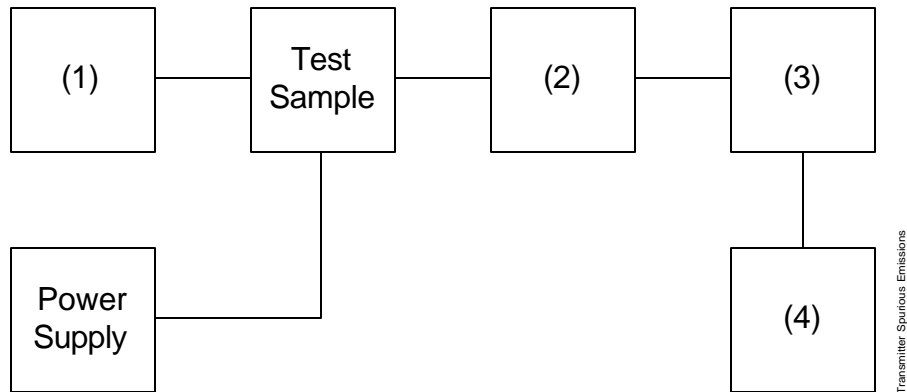 (1)
Test
Sample
(2)
(3)
Power
Supply
(4)
Transmitter Spurious Emissions